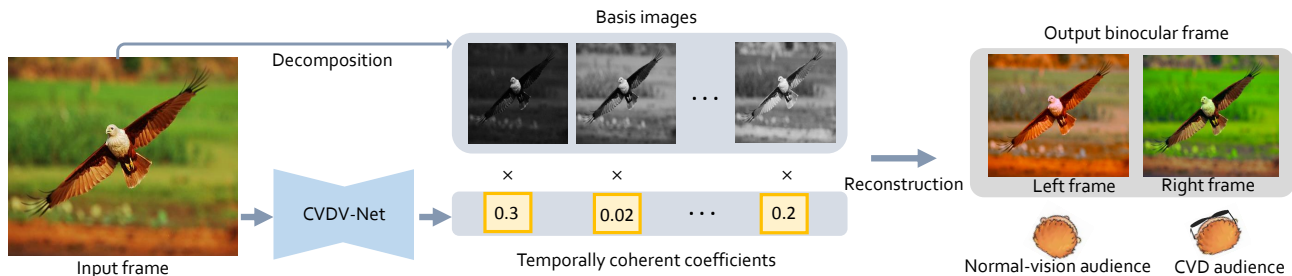 Basis images
Decomposition
Output binocular frame
. . .
×
×
×
CVDV-Net
0.3
0.02
. . .
0.2
Reconstruction
Left frame
Right frame
Input frame
Temporally coherent coefficients
Normal-vision audience
CVD audience